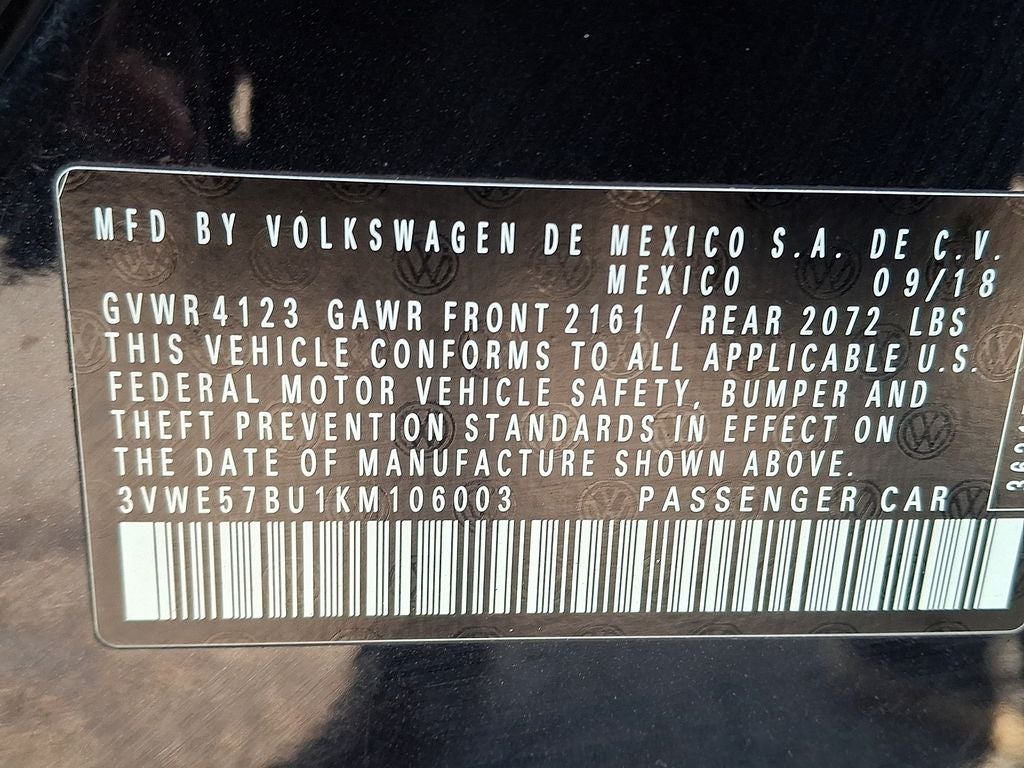 MFD BY VOLKSWAGEN DE MEXICO S.A. DE C.V.
MEXICO 09/18
GVWR 4123 GAWR FRONT 2161 / REAR 2072 LBS
THIS VEHICLE CONFORMS TO ALL APPLICABLE U.S.
FEDERAL MOTOR VEHICLE SAFETY, BUMPER AND
THEFT PREVENTION STANDARDS IN EFFECT ON
THE DATE OF MANUFACTURE SHOWN ABOVE.
3VWE57BU1KM106003 PASSENGER CAR